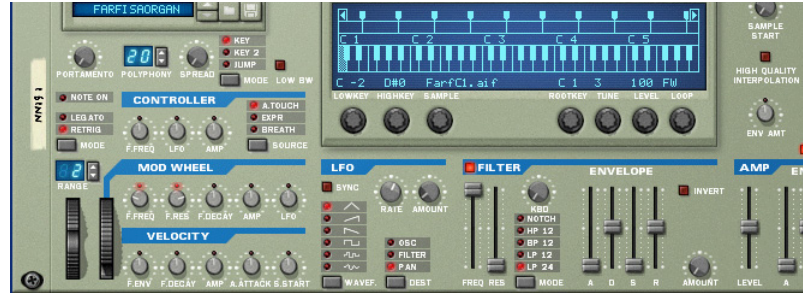 FARFISAORGAN
PORTAMENTO
20
POLYPHONY
SPREAD
KEY
KEY 2
JUMP
MODE
LOW BW
C 1 C 2 C 3 C 4 C 5
C -2 D#0 FarfC1.aif C 1 3 100 FW
LOWKEY HIGHKEY SAMPLE ROOTKEY TUNE LEVEL LOOP
SAMPLE
START
HIGH QUALITY
INTERPOLATION
ENV AMT
NOTE ON
LEGATO
RETRIG
MODE
CONTROLLER
F.FREQ LFO AMP
A.TOUCH
EXPR
BREATH
SOURCE
2
RANGE
MOD WHEEL
F.FREQ F.RES F.DECAY AMP LFO
VELOCITY
F.ENV F.DECAY AMP A.ATTACK S.START
LFO
SYNC
RATE AMOUNT
OSC
FILTER
PAN
WAVEF. DEST
FILTER
FREQ RES
KBD
NOTCH
HP 12
BP 12
LP 12
LP 24
MODE
ENVELOPE
INVERT
A D S R
AMOUNT
AMP
LEVEL A